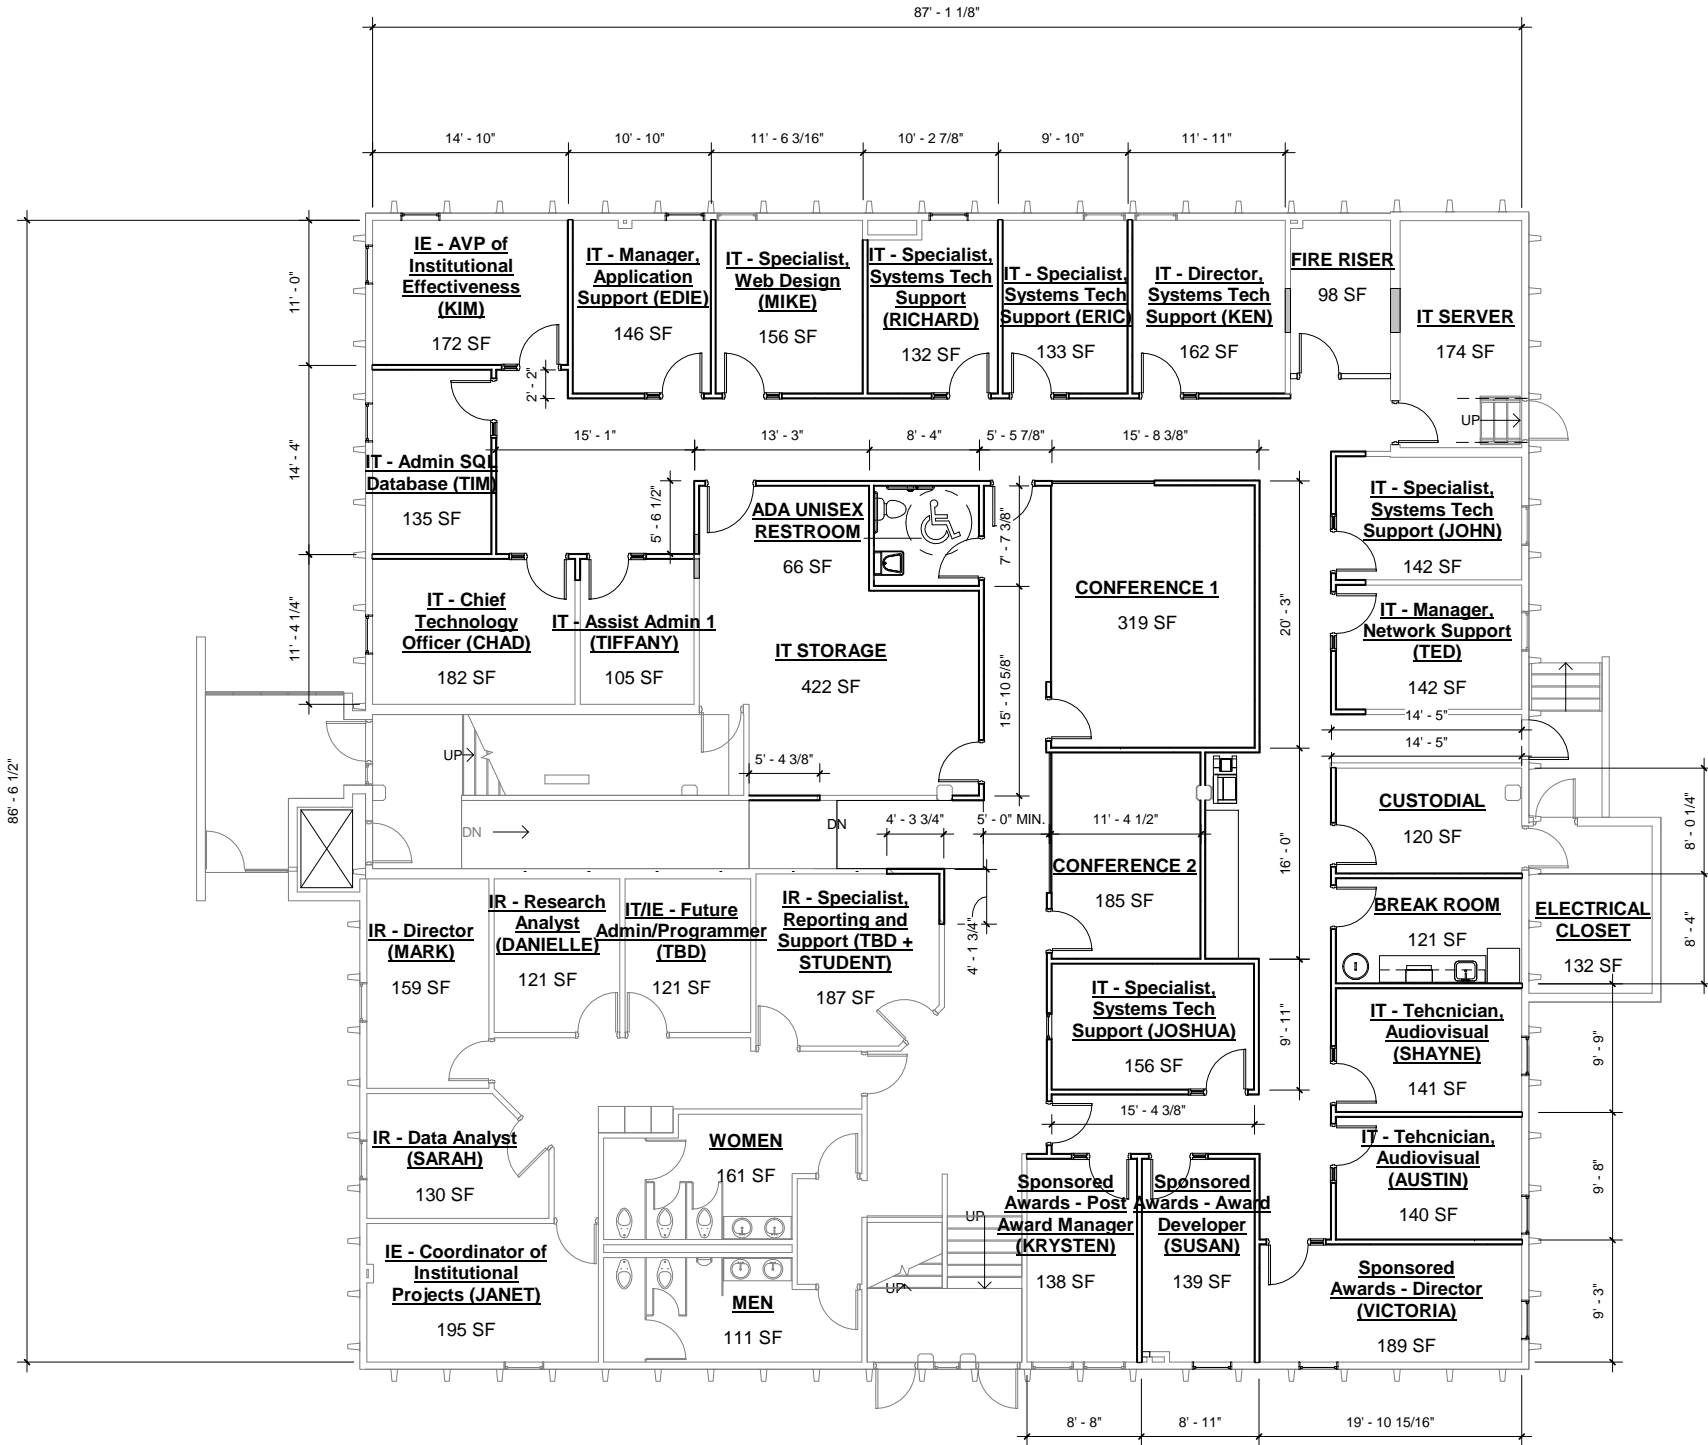 87' - 1 1/8"
14' - 10"
10' - 10"
11' - 6 3/16"
10' - 2 7/8"
9' - 10"
11' - 11"
86' - 6 1/2"
11' - 0"
14' - 4"
11' - 4 1/4"
IE - AVP of
Institutional
Effectiveness
(KIM)
172 SF
IT - Manager,
Application
Support (EDIE)
146 SF
IT - Specialist,
Web Design
(MIKE)
156 SF
IT - Specialist,
Systems Tech
Support
(RICHARD)
132 SF
IT - Specialist,
Systems Tech
Support (ERIC)
133 SF
IT - Director,
Systems Tech
Support (KEN)
162 SF
FIRE RISER
98 SF
IT SERVER
174 SF
2' - 2"
UP
15' - 1"
13' - 3"
8' - 4"
5' - 5 7/8"
15' - 8 3/8"
IT - Admin SQL
Database (TIM)
135 SF
5' - 6 1/2"
ADA UNISEX
RESTROOM
66 SF
7' - 7 3/8"
CONFERENCE 1
319 SF
20' - 3"
IT - Specialist,
Systems Tech
Support (JOHN)
142 SF
IT - Chief
Technology
Officer (CHAD)
182 SF
IT - Assist Admin 1
(TIFFANY)
105 SF
IT STORAGE
422 SF
15' - 10 5/8"
IT - Manager,
Network Support
(TED)
142 SF
14' - 5"
14' - 5"
UP
5' - 4 3/8"
DN
DN
4' - 3 3/4"
5' - 0" MIN.
11' - 4 1/2"
CUSTODIAL
120 SF
8' - 0 1/4"
CONFERENCE 2
185 SF
16' - 0"
BREAK ROOM
121 SF
ELECTRICAL
CLOSET
132 SF
8' - 4"
IR - Director
(MARK)
159 SF
IR - Research
Analyst
(DANIELLE)
121 SF
IT/IE - Future
Admin/Programmer
(TBD)
121 SF
IR - Specialist,
Reporting and
Support (TBD +
STUDENT)
187 SF
4' - 1 3/4"
IT - Specialist,
Systems Tech
Support (JOSHUA)
156 SF
9' - 11"
15' - 4 3/8"
IT - Tehcnician,
Audiovisual
(SHAYNE)
141 SF
9' - 9"
IR - Data Analyst
(SARAH)
130 SF
WOMEN
161 SF
IT - Tehcnician,
Audiovisual
(AUSTIN)
140 SF
9' - 8"
Sponsored
Awards - Post
Award Manager
(KRYSTEN)
138 SF
Sponsored
Awards - Award
Developer
(SUSAN)
139 SF
UP
UP
IE - Coordinator of
Institutional
Projects (JANET)
195 SF
MEN
111 SF
Sponsored
Awards - Director
(VICTORIA)
189 SF
9' - 3"
8' - 8"
8' - 11"
19' - 10 15/16"